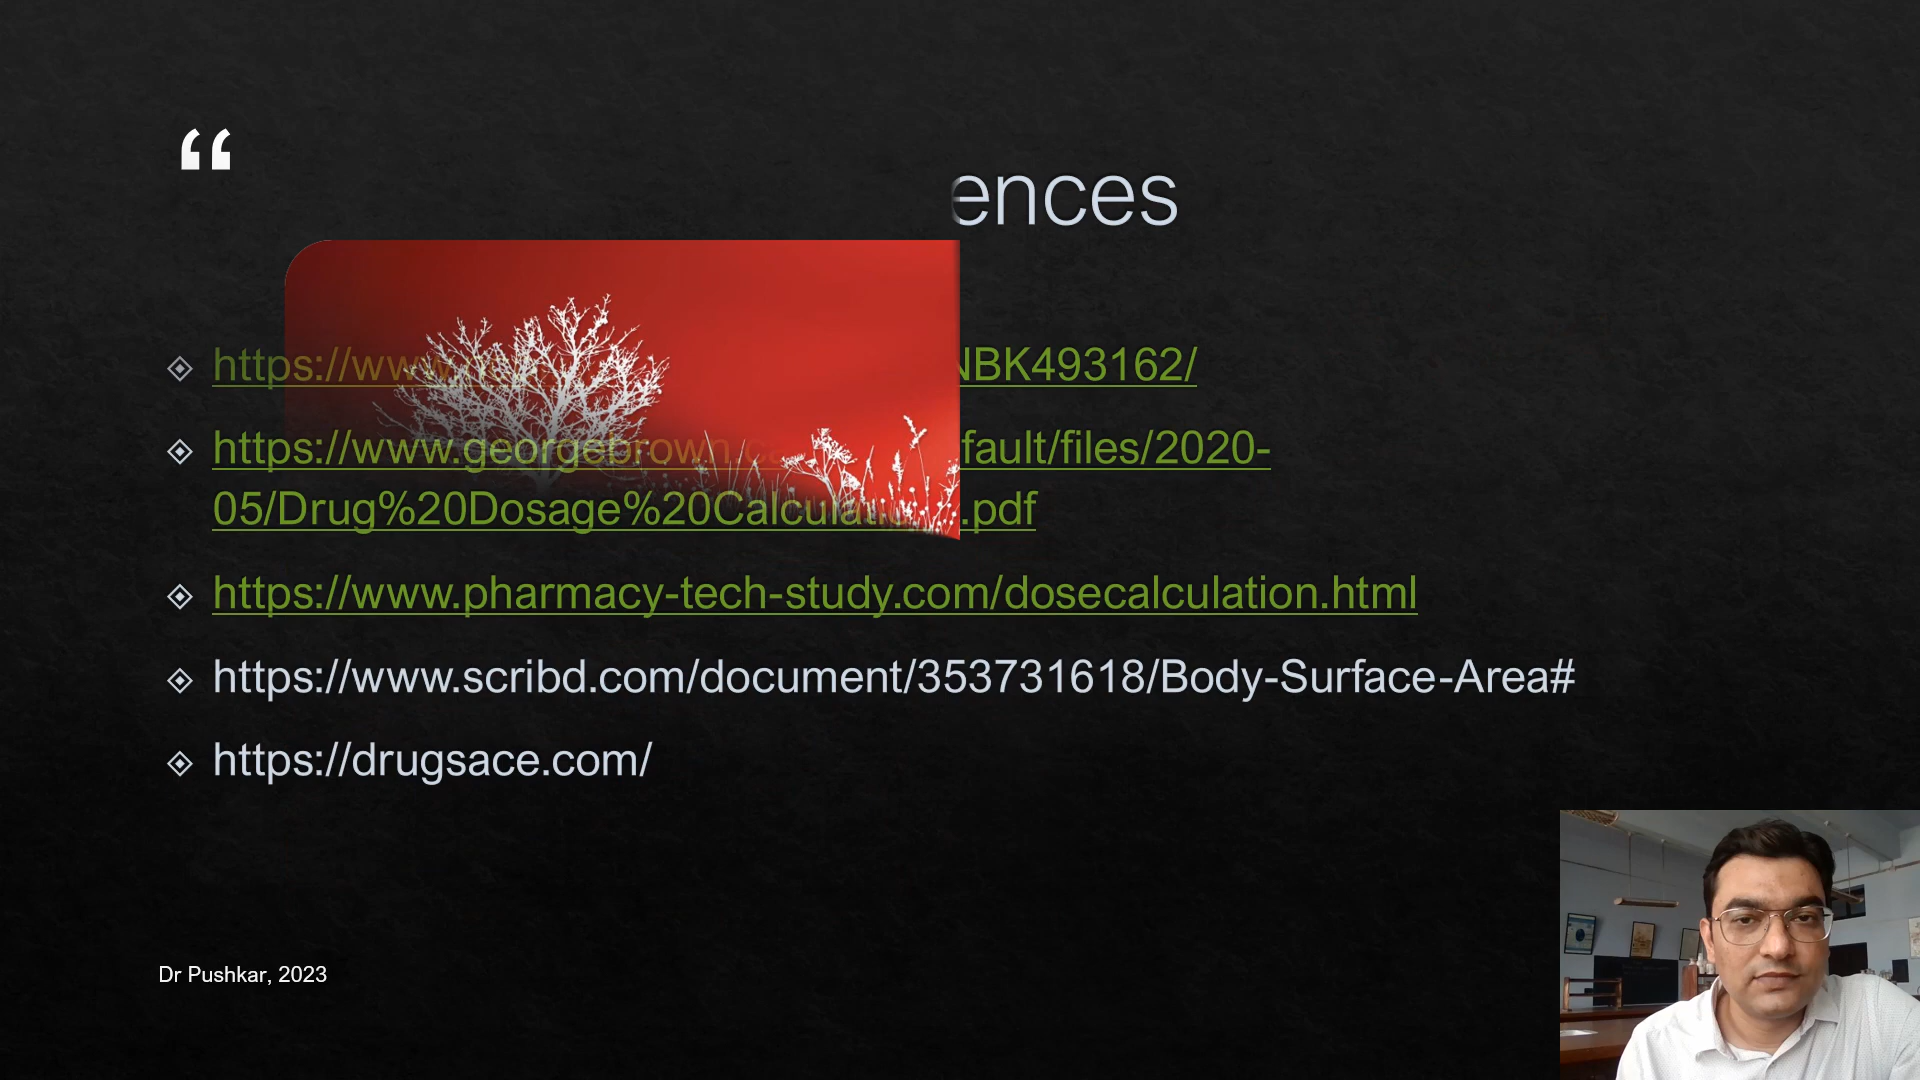 “
ences
https://www. NBK493162/
https://www.georgebrown.c fault/files/2020-
05/Drug%20Dosage%20Calcula .pdf
https://www.pharmacy-tech-study.com/dosecalculation.html
https://www.scribd.com/document/353731618/Body-Surface-Area#
https://drugsace.com/
Dr Pushkar, 2023